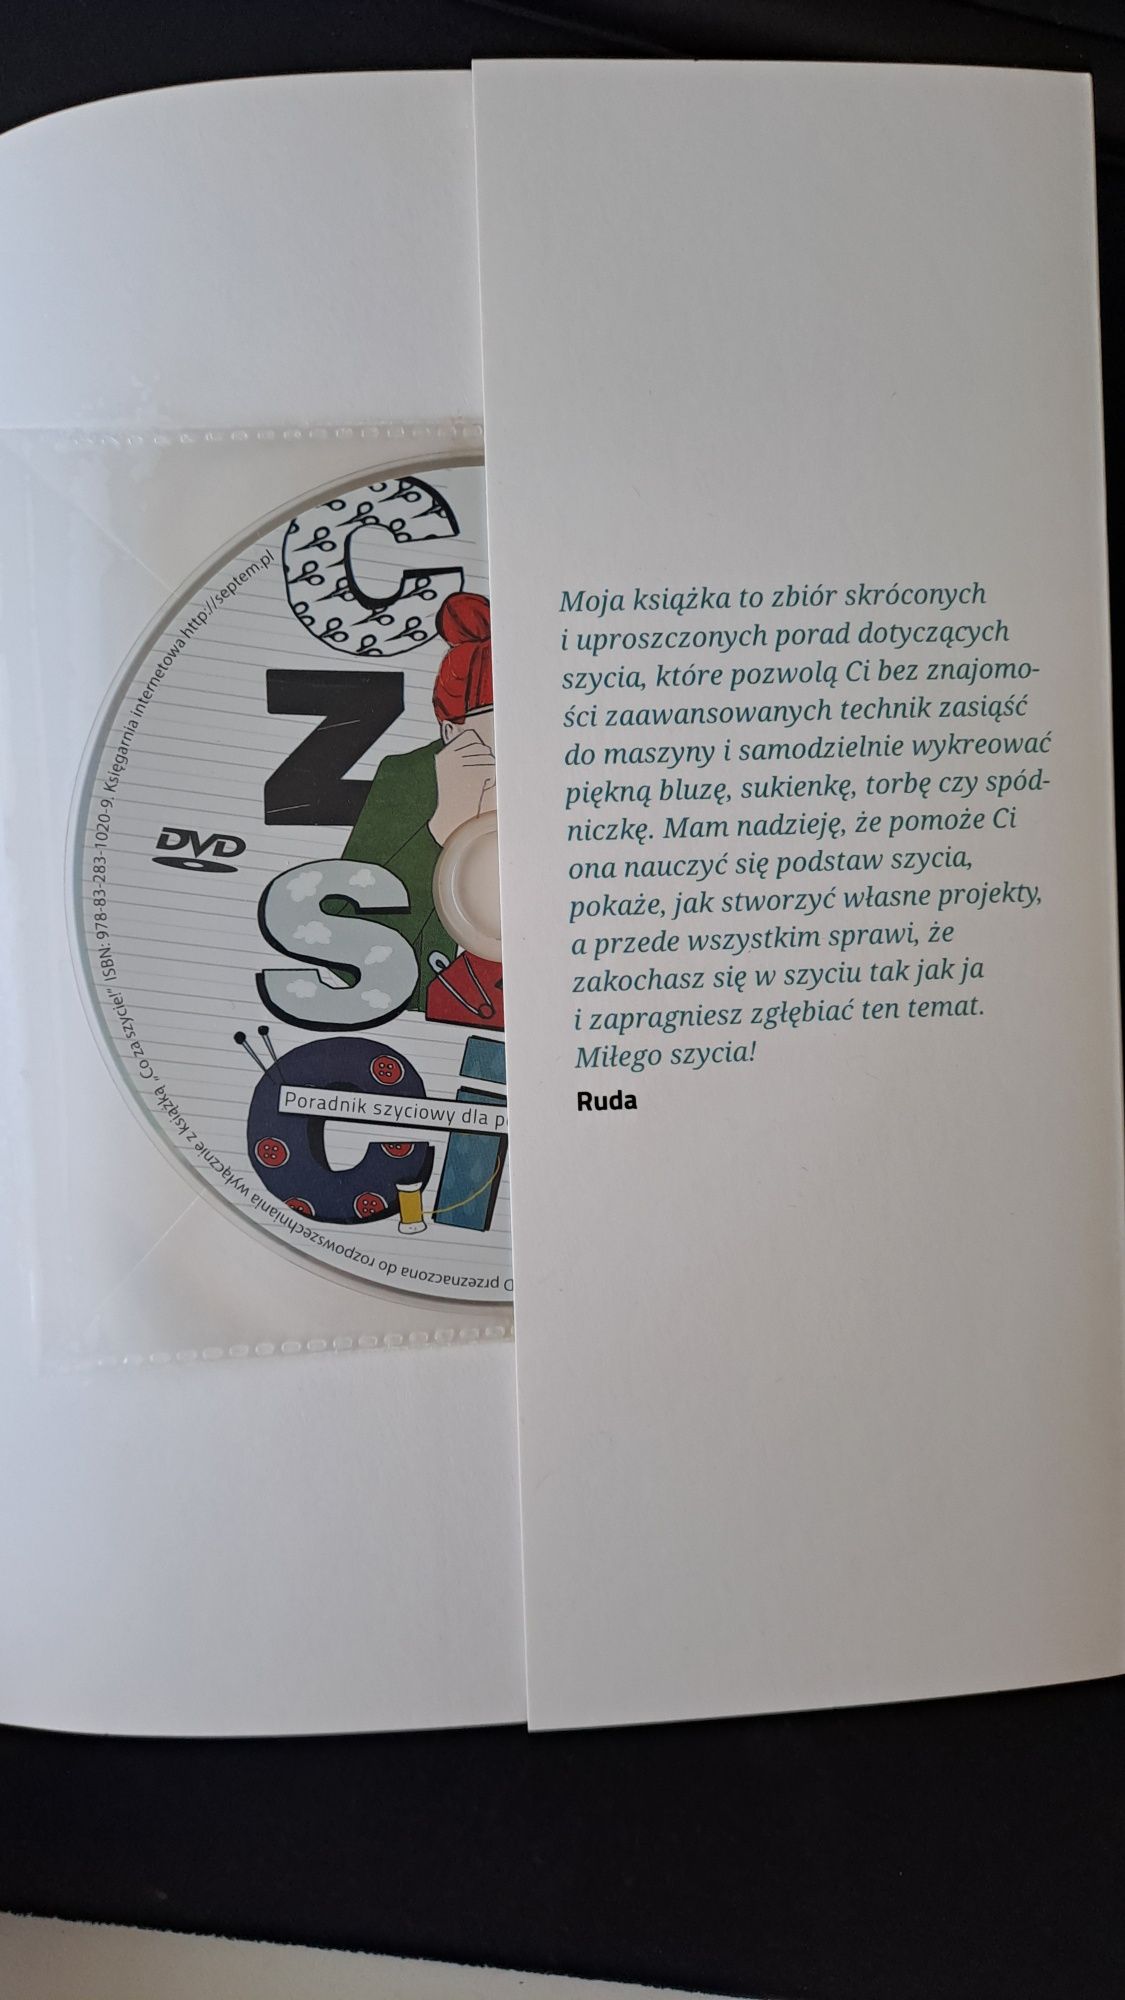 C
Z
S
C
DVD
Poradnik szyciowy dla
D przeznaczona do rozpowszechniania wyłącznie z książką „Co za szycie!” ISBN: 978-83-283-1020-9. Księgarnia internetowa http://septem.pl
Moja książka to zbiór skróconych
i uproszczonych porad dotyczących
szycia, które pozwolą Ci bez znajomo-
ści zaawansowanych technik zasiąść
do maszyny i samodzielnie wykreować
piękną bluzę, sukienkę, torbę czy spód-
niczkę. Mam nadzieję, że pomoże Ci
ona nauczyć się podstaw szycia,
pokaże, jak stworzyć własne projekty,
a przede wszystkim sprawi, że
zakochasz się w szyciu tak jak ja
i zapragniesz zgłębiać ten temat.
Miłego szycia!
Ruda